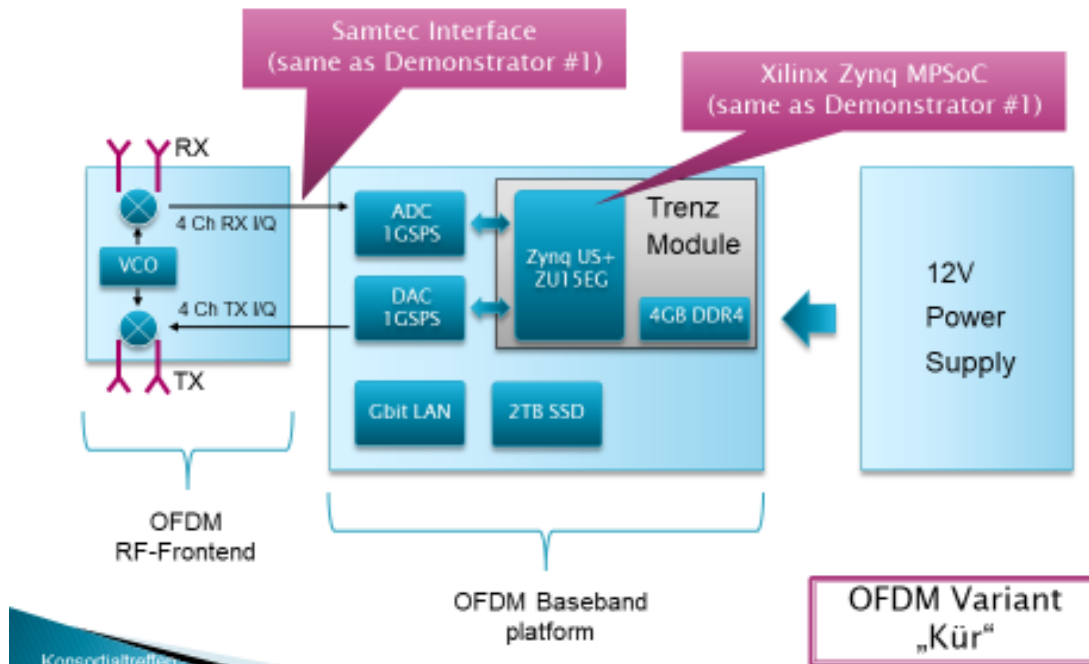 Samtec Interface
(same as Demonstrator #1)
Xilinx Zynq MPSoC
(same as Demonstrator #1)
RX
4 Ch RX I/Q
VCO
4 Ch TX I/Q
TX
ADC
1GSPS
DAC
1GSPS
Zynq US+
ZU15EG
Trenz
Module
4GB DDR4
Gbit LAN
2TB SSD
12V
Power
Supply
OFDM
RF-Frontend
OFDM Baseband
platform
OFDM Variant
„Kür“
Konsortialtreffen